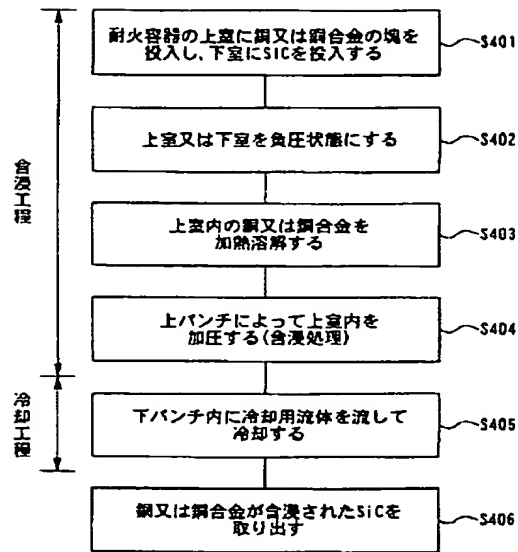 耐火容器の上室に銅又は銅合金の塊を
投入し、下室にSiCを投入する
S401
上室又は下室を負圧状態にする
S402
上室内の銅又は銅合金を
加熱溶解する
S403
上パンチによって上室内を
加圧する(含浸処理)
S404
含浸工程
下パンチ内に冷却用流体を流して
冷却する
S405
冷却工程
銅又は銅合金が含浸されたSiCを
取り出す
S406